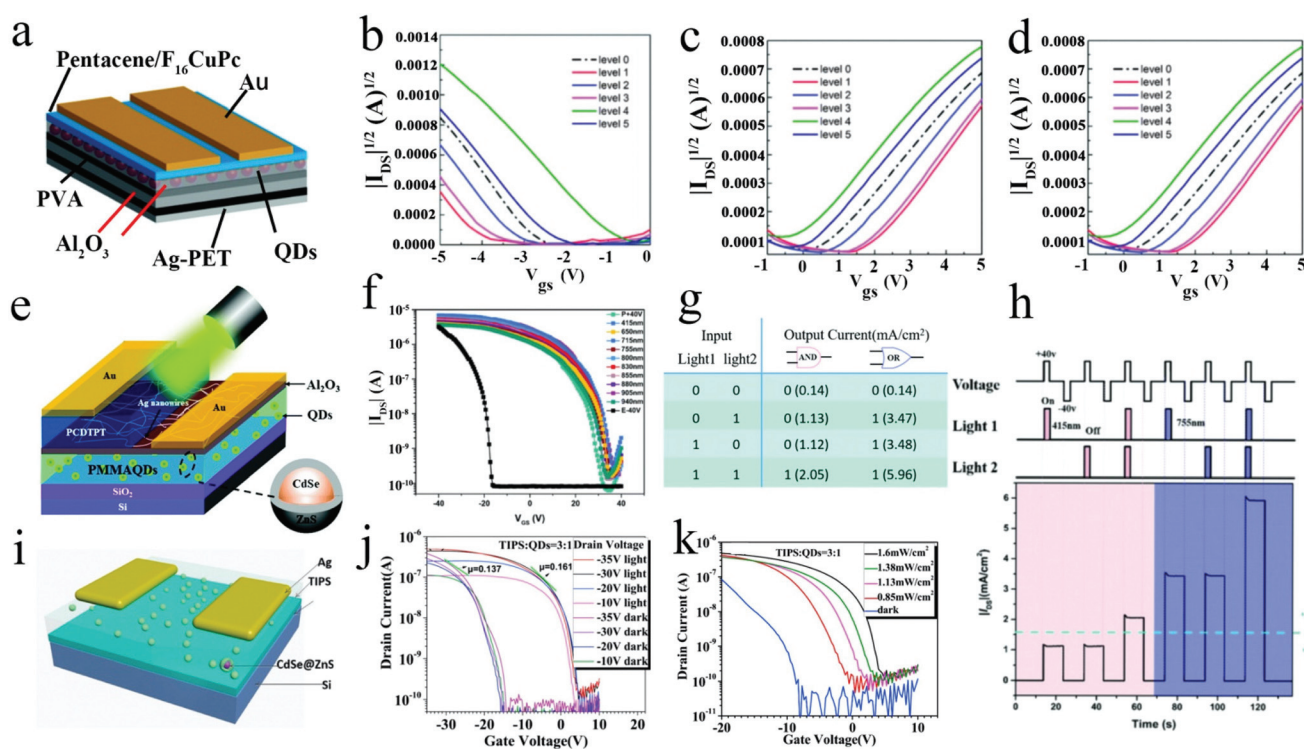 a
Pentacene/F16CuPc
Au
PVA
Al2O3
Ag-PET
QDs
b
|IDS|^1/2 (A)^1/2
0.0014
0.0012
0.0010
0.0008
0.0006
0.0004
0.0002
0.0000
level 0
level 1
level 2
level 3
level 4
level 5
-5 -4 -3 -2 -1 0
Vgs (V)
c
|IDS|^1/2 (A)^1/2
0.0008
0.0007
0.0006
0.0005
0.0004
0.0003
0.0002
0.0001
level 0
level 1
level 2
level 3
level 4
level 5
-1 0 1 2 3 4 5
Vgs (V)
d
|IDS|^1/2 (A)^1/2
0.0008
0.0007
0.0006
0.0005
0.0004
0.0003
0.0002
0.0001
level 0
level 1
level 2
level 3
level 4
level 5
-1 0 1 2 3 4 5
Vgs (V)
e
Au
Ag nanowires
Au
Al2O3
QDs
PCDTPT
PMMAQDs
SiO2
Si
CdSe
ZnS
f
|IDS| (A)
10-5
10-6
10-7
10-8
10-9
10-10
P+40V
415nm
650nm
715nm
755nm
800nm
830nm
855nm
880nm
905nm
940nm
E-40V
-40 -20 0 20 40
VGS (V)
g
Input Output Current(mA/cm2)
Light1 light2 AND OR
0 0 0 (0.14) 0 (0.14)
0 1 0 (1.13) 1 (3.47)
1 0 0 (1.12) 1 (3.48)
1 1 1 (2.05) 1 (5.96)
h
+40v
Voltage
On -40v
Light 1 415nm Off 755nm
Light 2
|IDS|(mA/cm2)
6
5
4
3
2
1
0
0 20 40 60 80 100 120
Time (s)
i
Ag
TIPS
CdSe@ZnS
Si
j
Drain Current(A)
10-6
10-7
10-8
10-9
10-10
TIPS:QDs=3:1
μ=0.137
μ=0.161
Drain Voltage
-35V light
-30V light
-20V light
-10V light
-35V dark
-30V dark
-20V dark
-10V dark
-30 -20 -10 0 10
Gate Voltage(V)
k
Drain Current (A)
10-5
10-6
10-7
10-8
10-9
10-10
10-11
TIPS:QDs=3:1
1.6mW/cm2
1.38mW/cm2
1.13mW/cm2
0.85mW/cm2
dark
-20 -10 0 10
Gate Voltage(V)